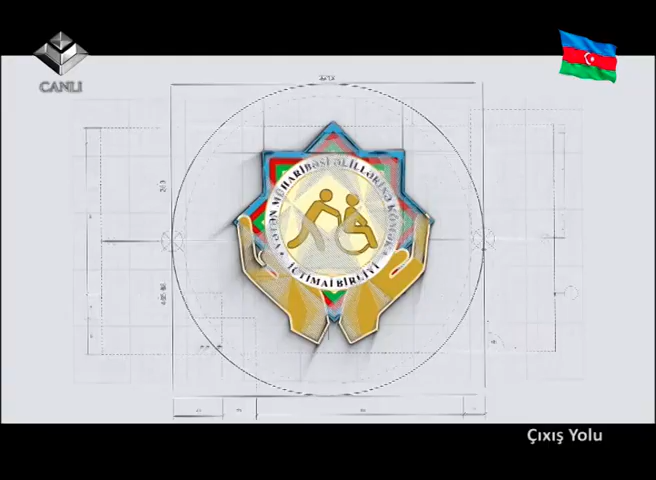 CANLI
VƏTƏN MÜHARİBƏSİ ƏLİLLƏRİNƏ KÖMƏK
İCTİMAİ BİRLİYİ
Çıxış Yolu